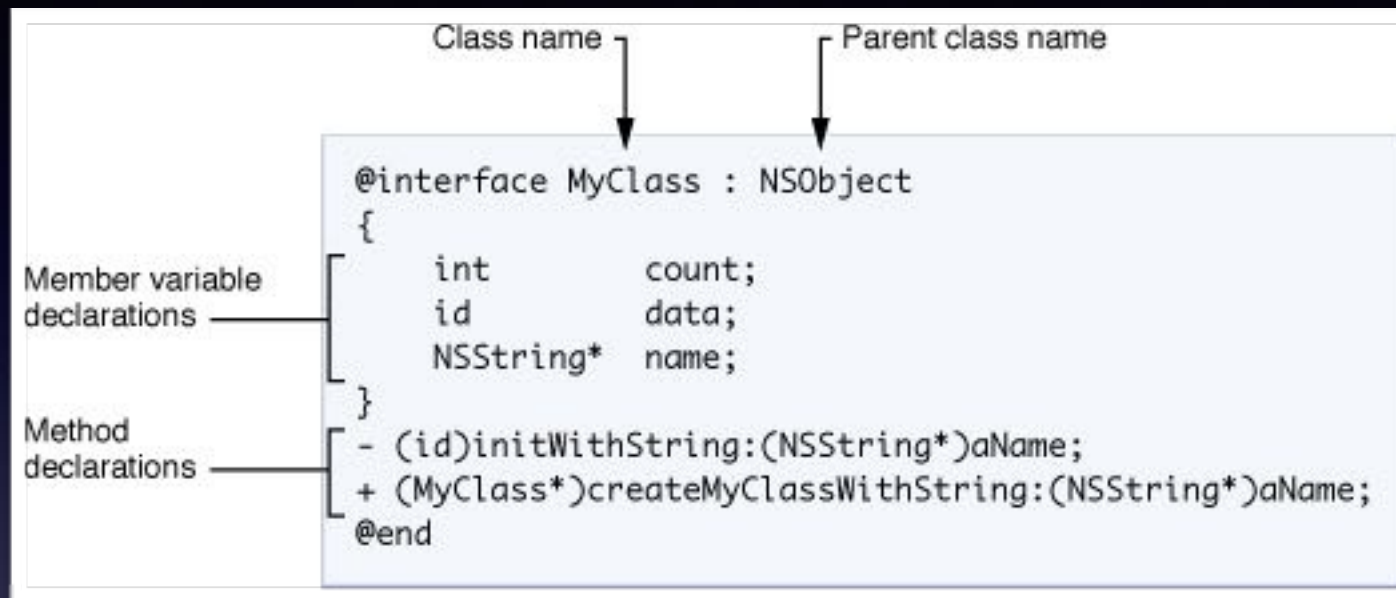 Class name
Parent class name
@interface MyClass : NSObject
{
int count;
id data;
NSString* name;
}
Member variable
declarations
- (id)initWithString:(NSString*)aName;
+ (MyClass*)createMyClassWithString:(NSString*)aName;
@end
Method
declarations